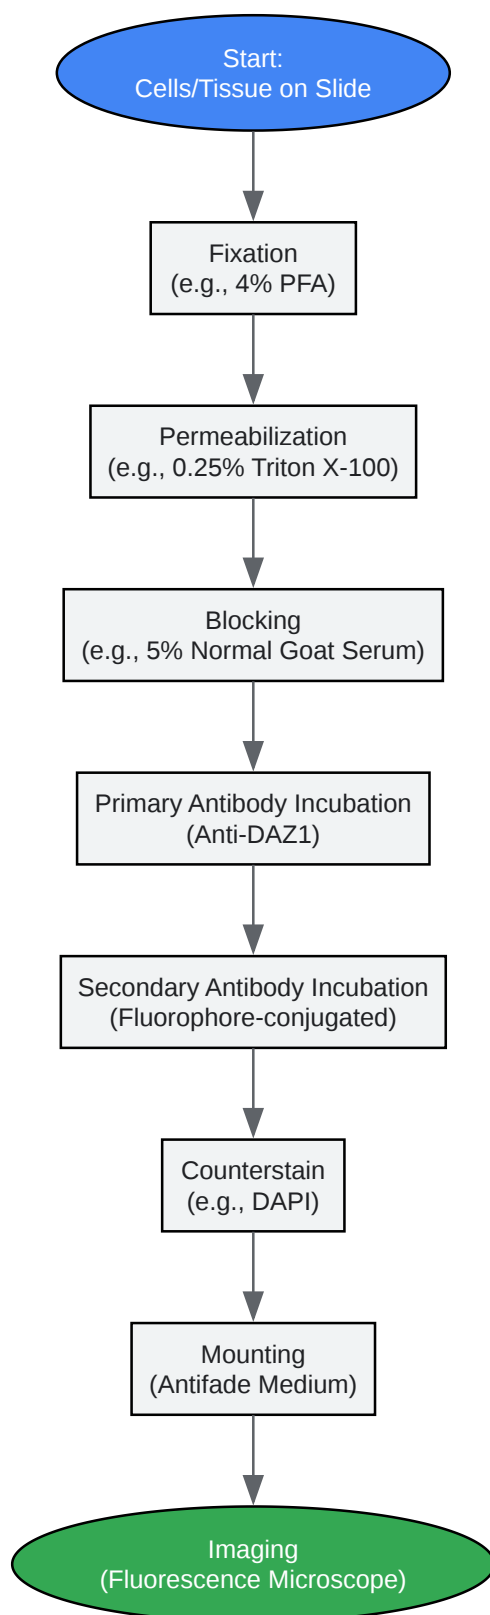 Start:
Cells/Tissue on Slide
Fixation
(e.g., 4% PFA)
Permeabilization
(e.g., 0.25% Triton X-100)
Blocking
(e.g., 5% Normal Goat Serum)
Primary Antibody Incubation
(Anti-DAZ1)
Secondary Antibody Incubation
(Fluorophore-conjugated)
Counterstain
(e.g., DAPI)
Mounting
(Antifade Medium)
Imaging
(Fluorescence Microscope)